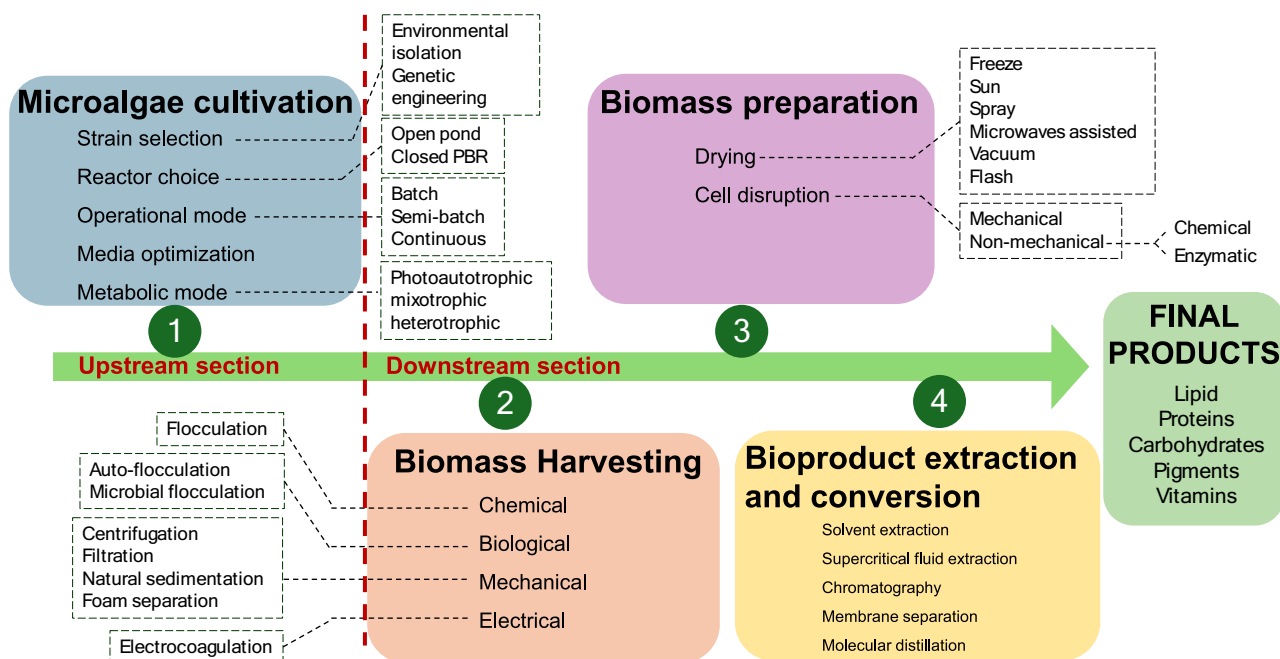 Microalgae cultivation
Strain selection
Reactor choice
Operational mode
Media optimization
Metabolic mode
Environmental
isolation
Genetic
engineering
Open pond
Closed PBR
Batch
Semi-batch
Continuous
Photoautotrophic
mixotrophic
heterotrophic
Biomass preparation
Drying
Cell disruption
Freeze
Sun
Spray
Microwaves assisted
Vacuum
Flash
Mechanical
Non-mechanical
Chemical
Enzymatic
1
3
Upstream section
Downstream section
2
4
FINAL
PRODUCTS
Lipid
Proteins
Carbohydrates
Pigments
Vitamins
Flocculation
Auto-flocculation
Microbial flocculation
Centrifugation
Filtration
Natural sedimentation
Foam separation
Electrocoagulation
Biomass Harvesting
Chemical
Biological
Mechanical
Electrical
Bioproduct extraction
and conversion
Solvent extraction
Supercritical fluid extraction
Chromatography
Membrane separation
Molecular distillation